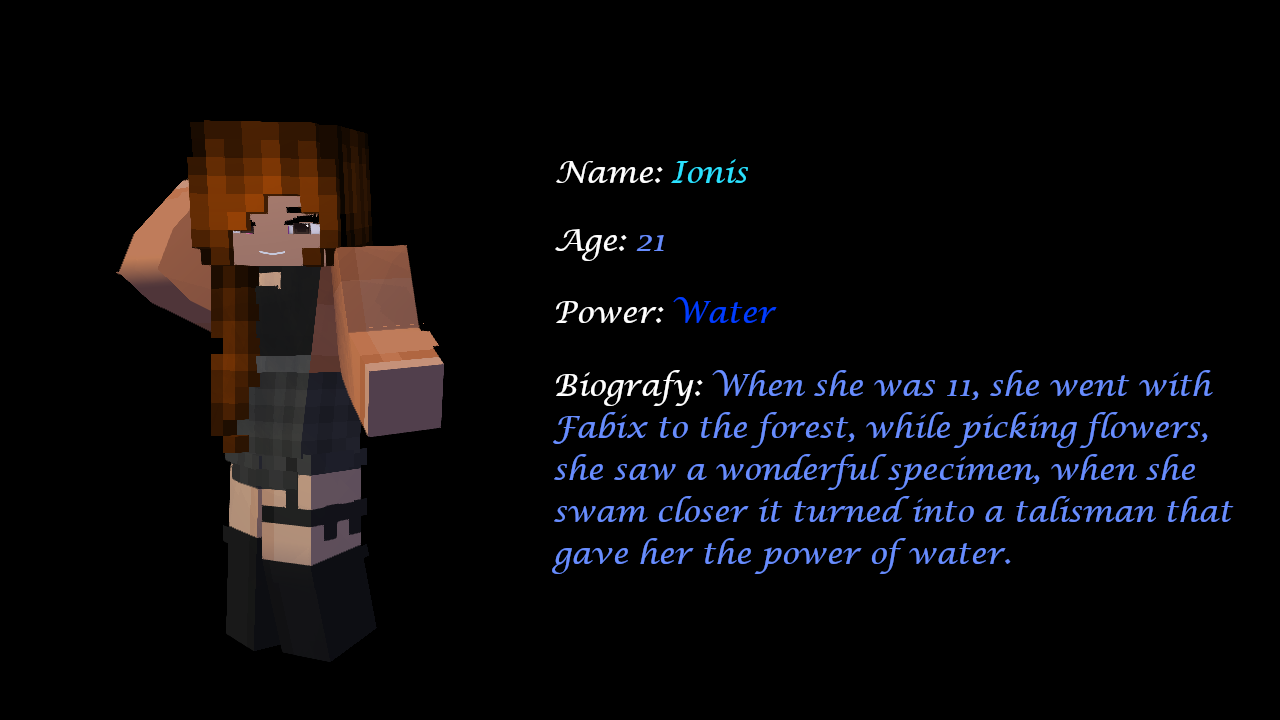 Name: Ionis
Age: 21
Power: Water
Biografy: When she was 11, she went with
Fabix to the forest, while picking flowers,
she saw a wonderful specimen, when she
swam closer it turned into a talisman that
gave her the power of water.